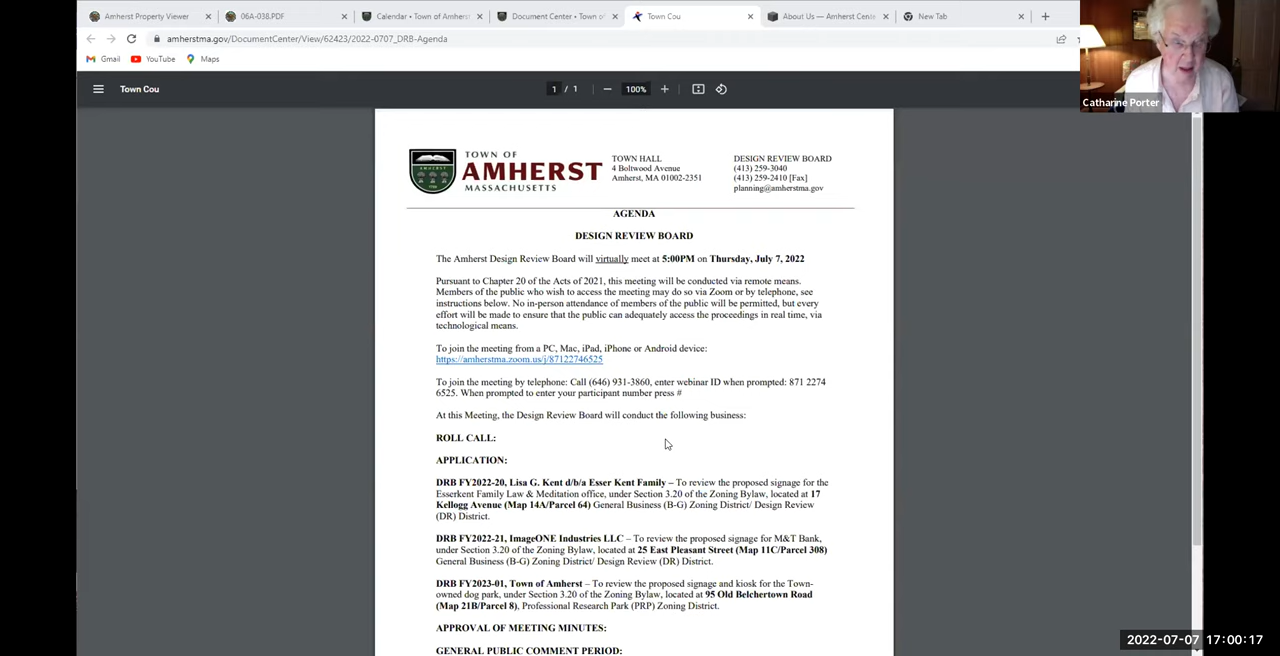 Amherst Property Viewer
06A-038.PDF
Calendar • Town of Amherst
Document Center • Town of
Town Cou
About Us — Amherst Cente
New Tab
amherstma.gov/DocumentCenter/View/62423/2022-0707_DRB-Agenda
Gmail
YouTube
Maps
Town Cou
1 / 1
100%
Catharine Porter
TOWN OF
AMHERST
MASSACHUSETTS
TOWN HALL
4 Boltwood Avenue
Amherst, MA 01002-2351
DESIGN REVIEW BOARD
(413) 259-3040
(413) 259-2410 [Fax]
planning@amherstma.gov
AGENDA
DESIGN REVIEW BOARD
The Amherst Design Review Board will virtually meet at 5:00PM on Thursday, July 7, 2022
Pursuant to Chapter 20 of the Acts of 2021, this meeting will be conducted via remote means.
Members of the public who wish to access the meeting may do so via Zoom or by telephone, see
instructions below. No in-person attendance of members of the public will be permitted, but every
effort will be made to ensure that the public can adequately access the proceedings in real time, via
technological means.
To join the meeting from a PC, Mac, iPad, iPhone or Android device:
https://amherstma.zoom.us/j/87122746525
To join the meeting by telephone: Call (646) 931-3860, enter webinar ID when prompted: 871 2274
6525. When prompted to enter your participant number press #
At this Meeting, the Design Review Board will conduct the following business:
ROLL CALL:
APPLICATION:
DRB FY2022-20, Lisa G. Kent d/b/a Esser Kent Family – To review the proposed signage for the
Esserkent Family Law & Meditation office, under Section 3.20 of the Zoning Bylaw, located at 17
Kellogg Avenue (Map 14A/Parcel 64) General Business (B-G) Zoning District/ Design Review
(DR) District.
DRB FY2022-21, ImageONE Industries LLC – To review the proposed signage for M&T Bank,
under Section 3.20 of the Zoning Bylaw, located at 25 East Pleasant Street (Map 11C/Parcel 308)
General Business (B-G) Zoning District/ Design Review (DR) District.
DRB FY2023-01, Town of Amherst – To review the proposed signage and kiosk for the Town-
owned dog park, under Section 3.20 of the Zoning Bylaw, located at 95 Old Belchertown Road
(Map 21B/Parcel 8), Professional Research Park (PRP) Zoning District.
APPROVAL OF MEETING MINUTES:
GENERAL PUBLIC COMMENT PERIOD:
2022-07-07 17:00:17